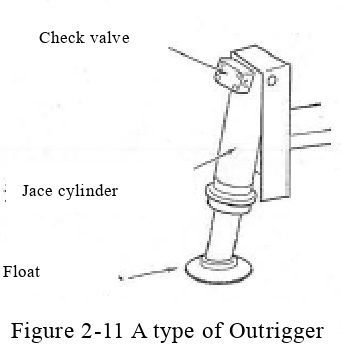 Check valve
Jace cylinder
Float
Figure 2-11 A type of Outrigger